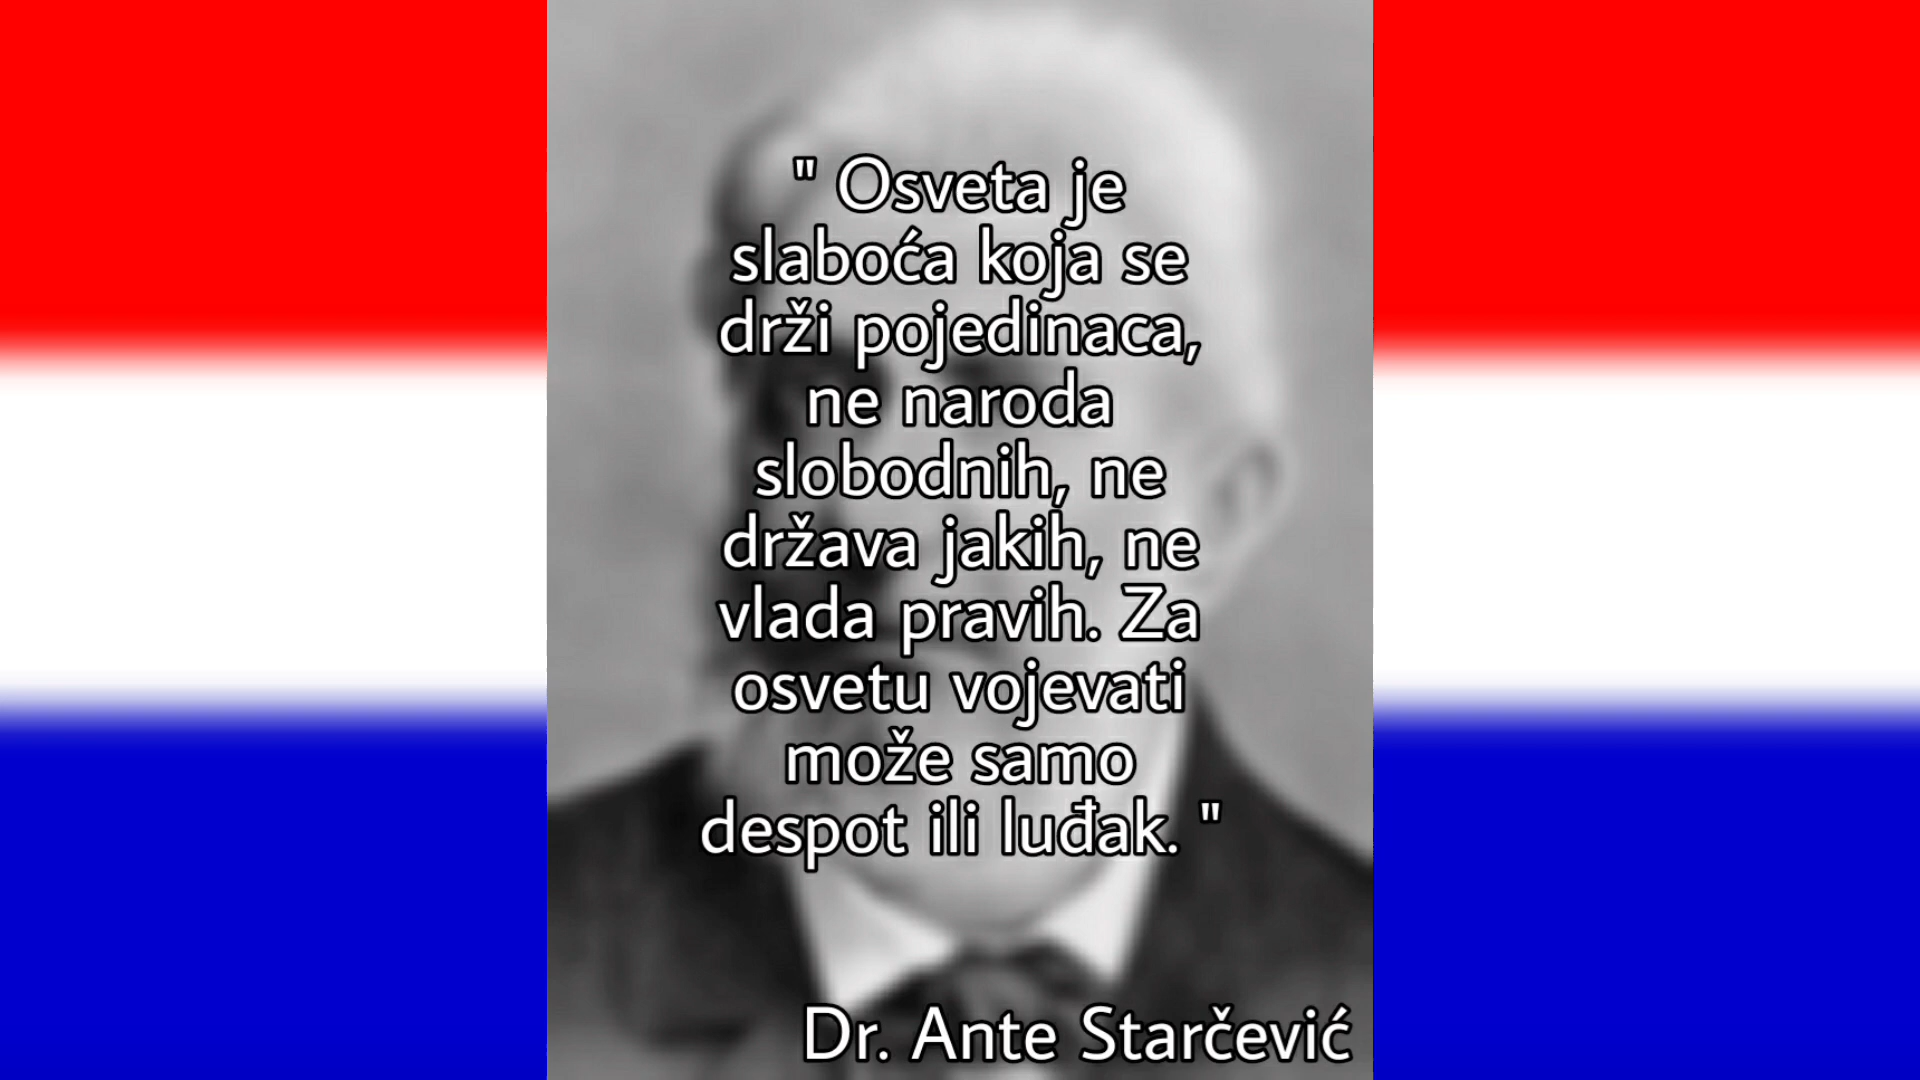 " Osveta je
slaboća koja se
drži pojedinaca,
ne naroda
slobodnih, ne
država jakih, ne
vlada pravih. Za
osvetu vojevati
može samo
despot ili luđak. "
Dr. Ante Starčević